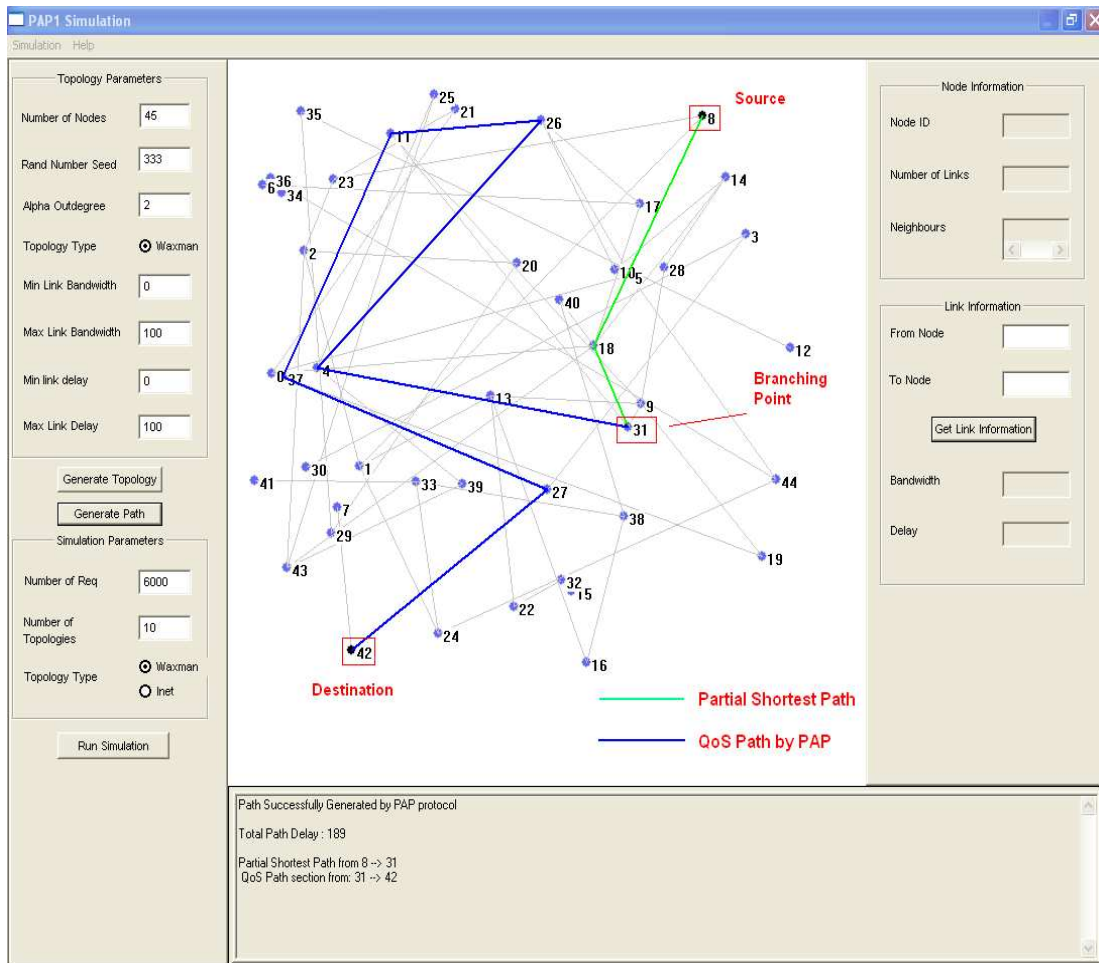 PAP1 Simulation
Simulation Help
Topology Parameters
Number of Nodes 45
Rand Number Seed 333
Alpha Outdegree 2
Topology Type Waxman
Min Link Bandwidth 0
Max Link Bandwidth 100
Min link delay 0
Max Link Delay 100
Generate Topology
Generate Path
Simulation Parameters
Number of Req 6000
Number of
Topologies 10
Topology Type Waxman
Inet
Run Simulation
Source
25
21
35
26
8
11
36
6
34
23
14
17
3
2
20
10
5
28
40
18
12
0
37
4
Branching
Point
13
9
31
30
1
41
33
39
27
44
7
38
29
43
19
32
15
22
24
42
16
Destination
Partial Shortest Path
QoS Path by PAP
Node Information
Node ID
Number of Links
Neighbours
Link Information
From Node
To Node
Get Link Information
Bandwidth
Delay
Path Successfully Generated by PAP protocol
Total Path Delay : 189
Partial Shortest Path from 8 --> 31
QoS Path section from: 31 --> 42